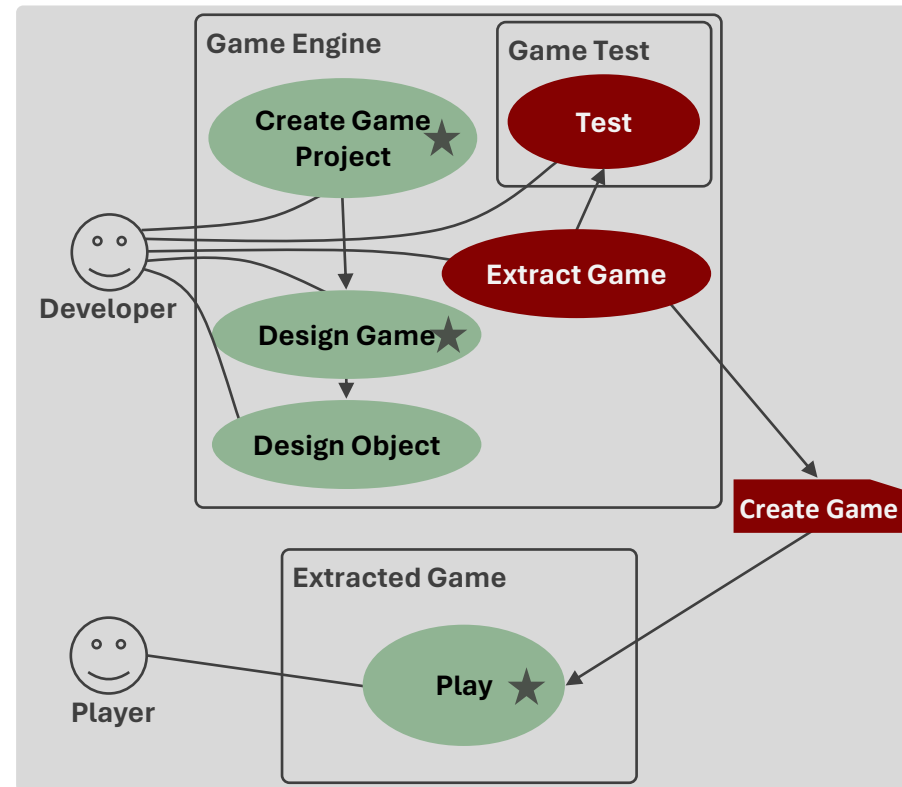 Game Engine
Game Test
Create Game
Project
Test
Developer
Extract Game
Design Game
Design Object
Create Game
Extracted Game
Player
Play